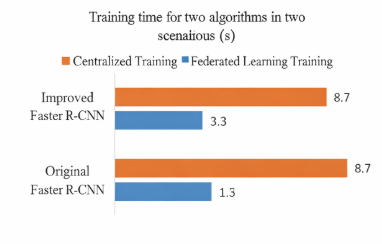 Training time for two algorithms in two
scenaious (s)
Centralized Training Federated Learning Training
Improved
Faster R-CNN
8.7
3.3
Original
Faster R-CNN
8.7
1.3